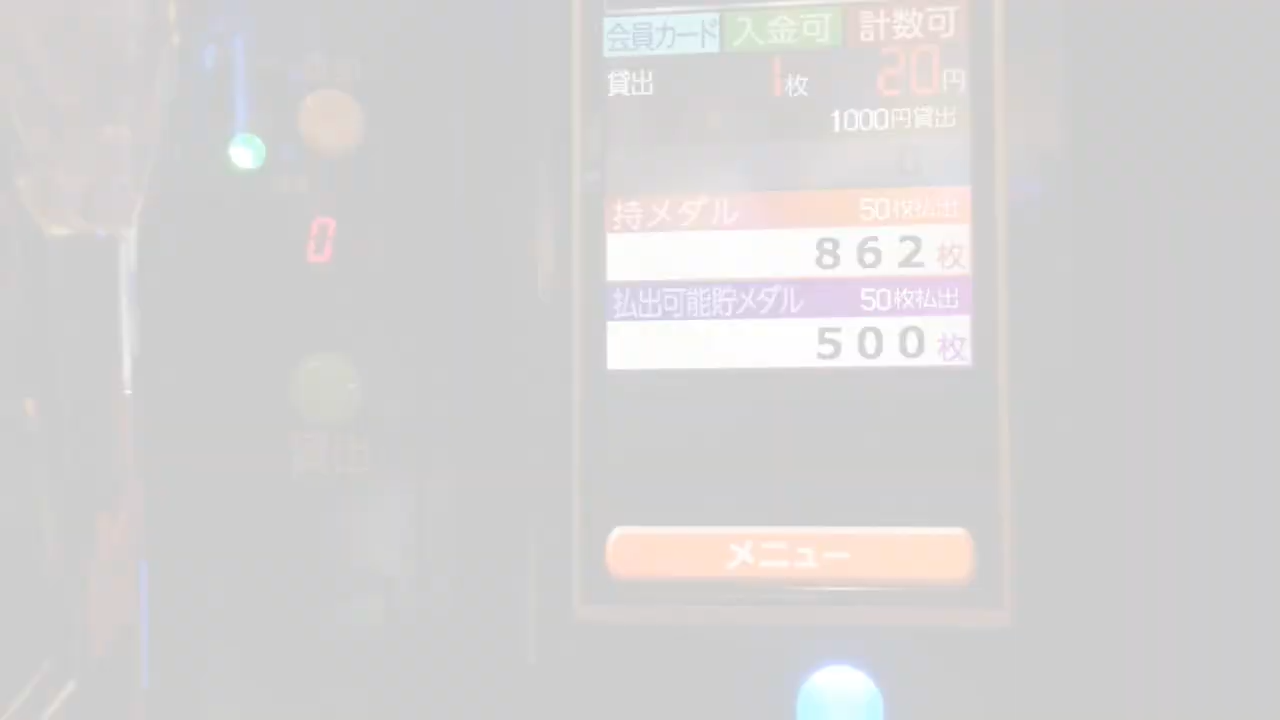 会員カード 入金可 計数可
貸出 1枚 20円
1000円貸出
持メダル 50枚払出
862枚
0
払出可能貯メダル 50枚払出
500枚
貸出
メニュー